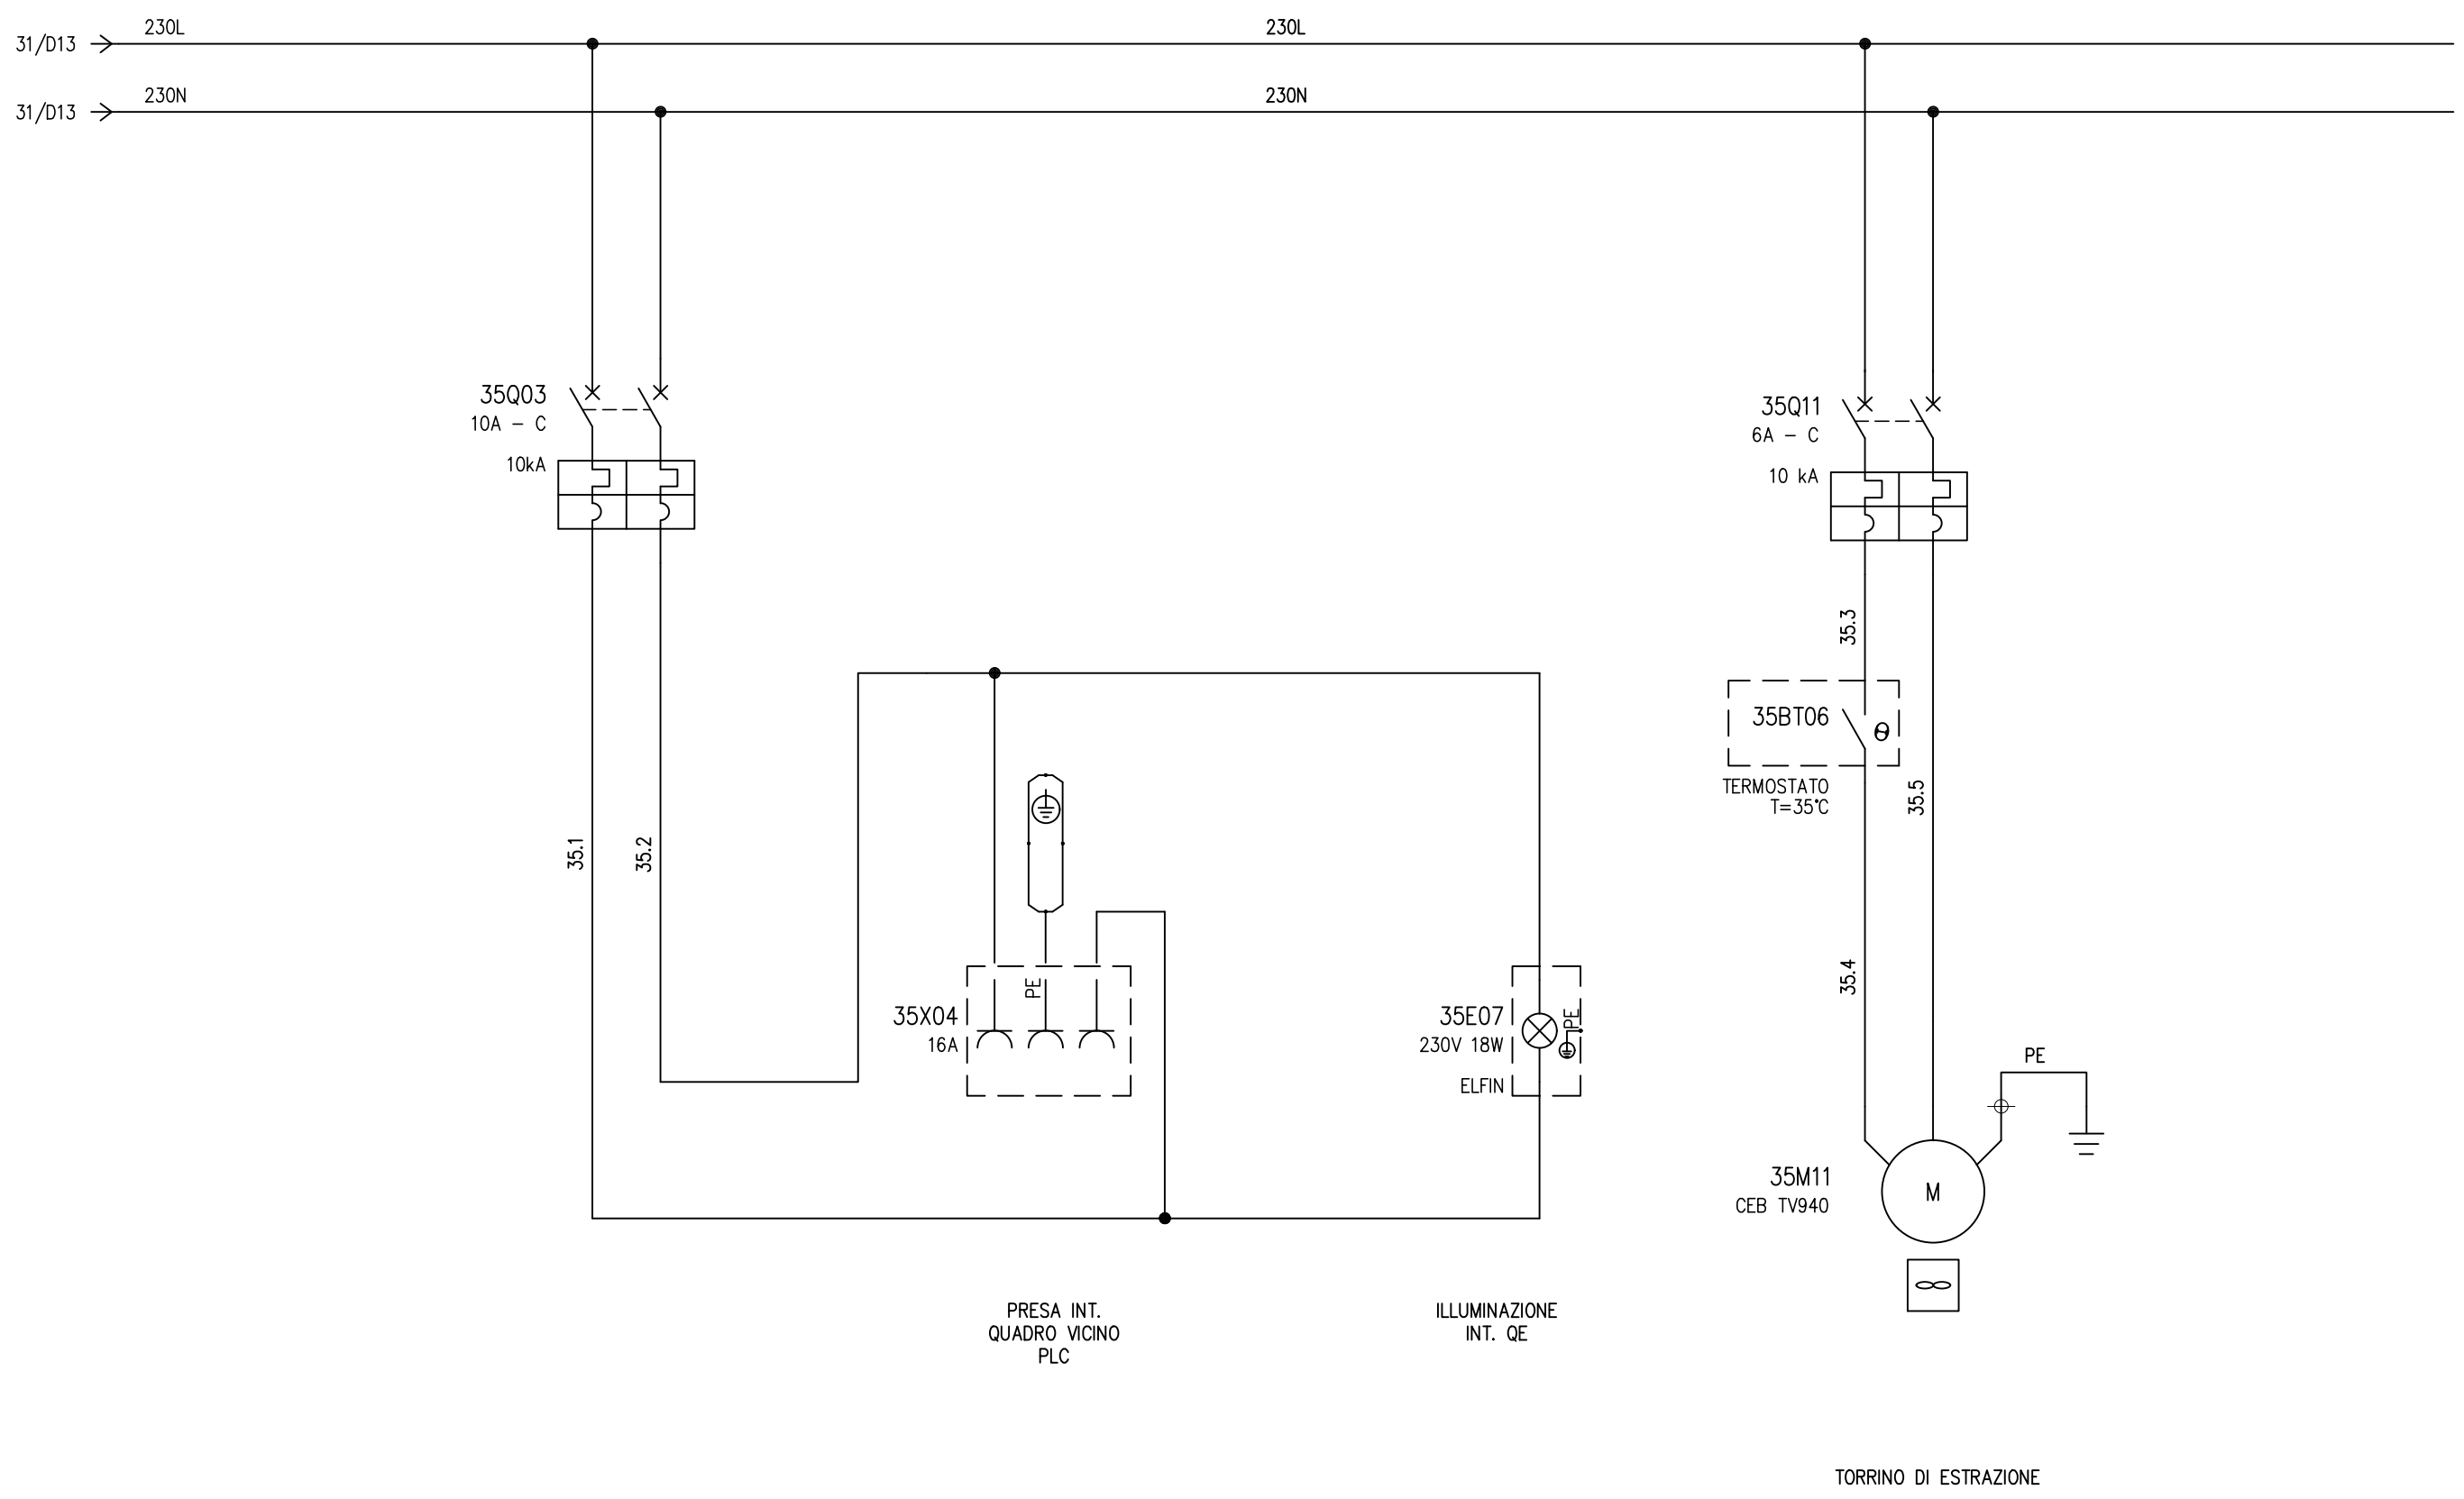 31/D13
230L
230L
31/D13
230N
230N
35Q03
10A - C
10kA
35Q11
6A - C
10 kA
35.3
35BT06
θ
TERMOSTATO
T=35°C
35.5
35.1
35.2
35.4
PE
35X04
16A
35E07
230V 18W
ELFIN
PE
PE
35M11
CEB TV940
M
PRESA INT.
QUADRO VICINO
PLC
ILLUMINAZIONE
INT. QE
TORRINO DI ESTRAZIONE